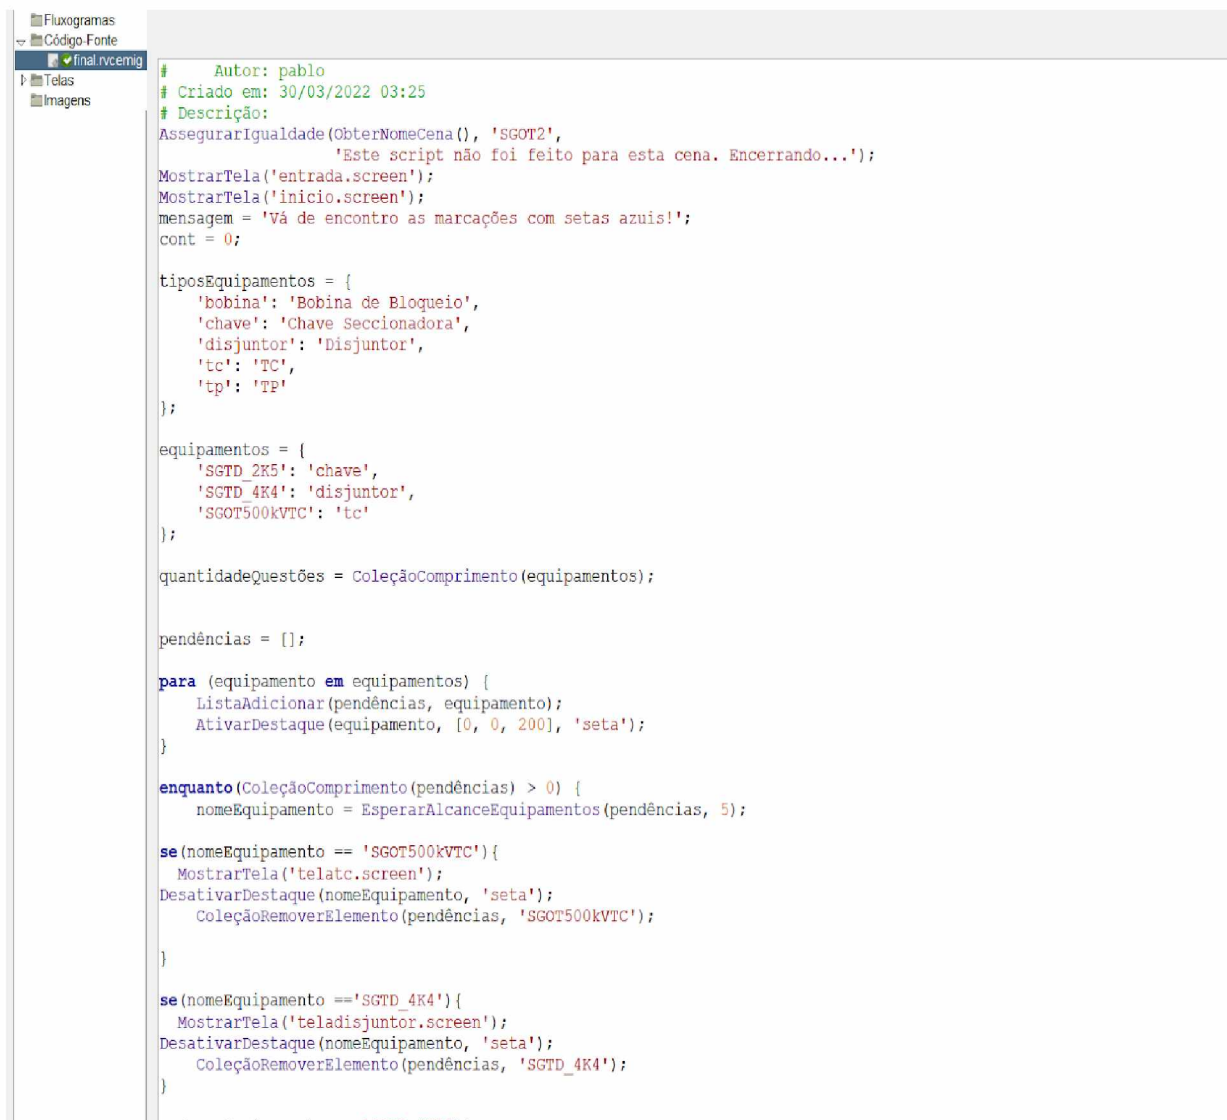 Fluxogramas
Código-Fonte
final.rvcemig
Telas
Imagens
#     Autor: pablo
# Criado em: 30/03/2022 03:25
# Descrição:
AssegurarIgualdade(ObterNomeCena(), 'SGOT2',
                   'Este script não foi feito para esta cena. Encerrando...');
MostrarTela('entrada.screen');
MostrarTela('inicio.screen');
mensagem = 'Vá de encontro as marcações com setas azuis!';
cont = 0;

tiposEquipamentos = {
    'bobina': 'Bobina de Bloqueio',
    'chave': 'Chave Seccionadora',
    'disjuntor': 'Disjuntor',
    'tc': 'TC',
    'tp': 'TP'
};

equipamentos = {
    'SGTD_2K5': 'chave',
    'SGTD_4K4': 'disjuntor',
    'SGOT500kVTC': 'tc'
};

quantidadeQuestões = ColeçãoComprimento(equipamentos);

pendências = [];

para (equipamento em equipamentos) {
    ListaAdicionar(pendências, equipamento);
    AtivarDestaque(equipamento, [0, 0, 200], 'seta');
}

enquanto(ColeçãoComprimento(pendências) > 0) {
    nomeEquipamento = EsperarAlcanceEquipamentos(pendências, 5);

se(nomeEquipamento == 'SGOT500kVTC'){
  MostrarTela('telatc.screen');
DesativarDestaque(nomeEquipamento, 'seta');
    ColeçãoRemoverElemento(pendências, 'SGOT500kVTC');

}

se(nomeEquipamento =='SGTD_4K4'){
  MostrarTela('teladisjuntor.screen');
DesativarDestaque(nomeEquipamento, 'seta');
    ColeçãoRemoverElemento(pendências, 'SGTD_4K4');
}